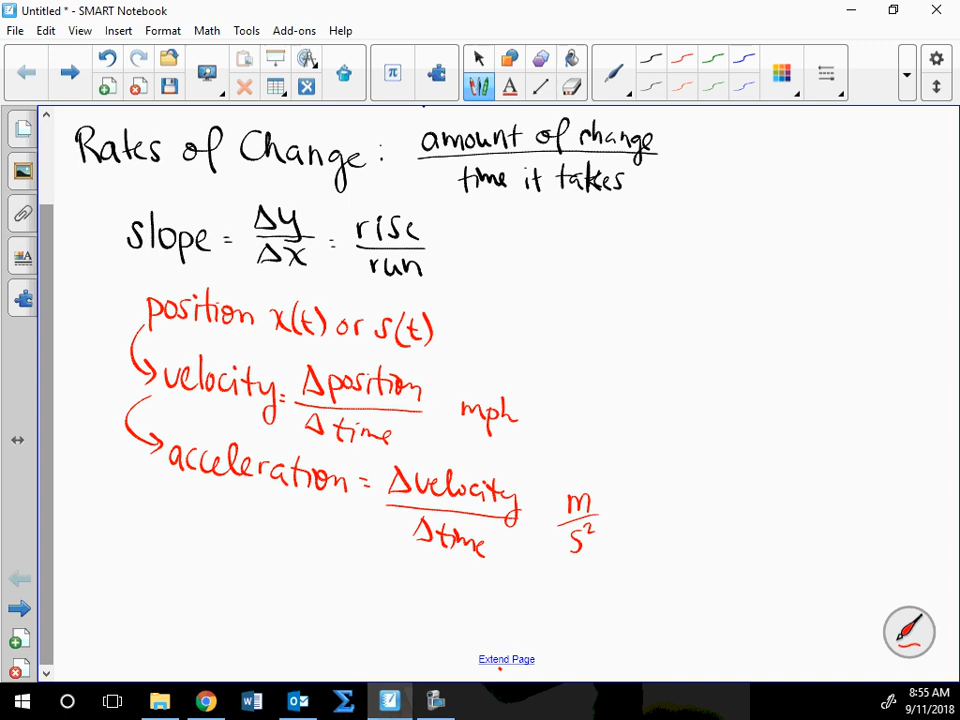 Untitled * - SMART Notebook
File Edit View Insert Format Math Tools Add-ons Help
Rates of Change: amount of change
time it takes
slope = Δy/Δx = rise/run
position x(t) or s(t)
velocity = Δposition/Δtime mph
acceleration = Δvelocity/Δtime m/s²
Extend Page
8:55 AM
9/11/2018